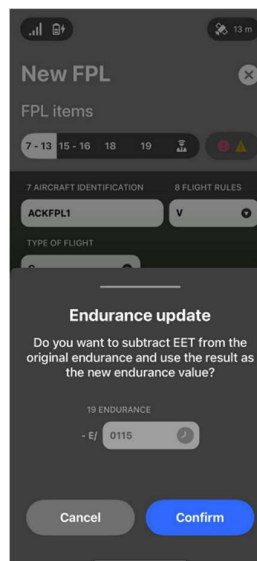 13 m
New FPL
FPL items
7 - 13 15 - 16 18 19
7 AIRCRAFT IDENTIFICATION 8 FLIGHT RULES
ACKFPL1 V
TYPE OF FLIGHT
Endurance update
Do you want to subtract EET from the
original endurance and use the result as
the new endurance value?
19 ENDURANCE
- E/ 0115
Cancel Confirm